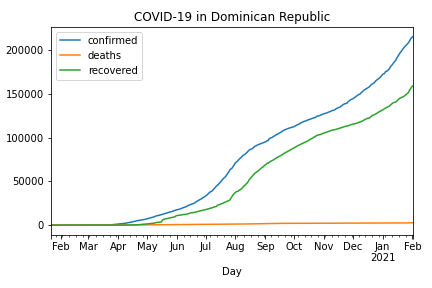 COVID-19 in Dominican Republic
confirmed
deaths
recovered
200000
150000
100000
50000
0
Feb Mar Apr May Jun Jul Aug Sep Oct Nov Dec Jan Feb
2021
Day